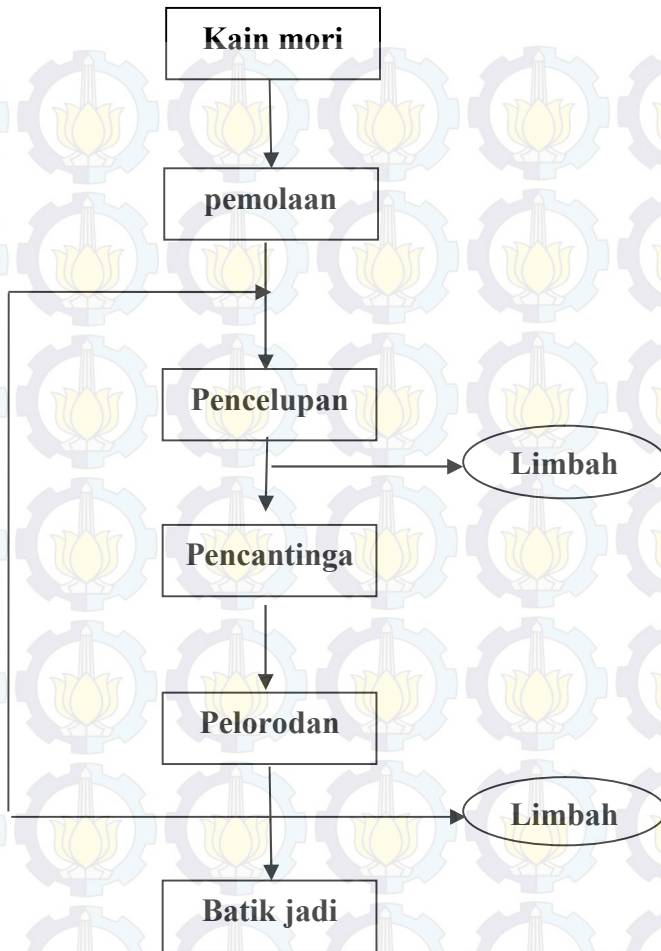 Kain mori
pemolaan
Pencelupan
Limbah
Pencantinga
Pelorodan
Limbah
Batik jadi